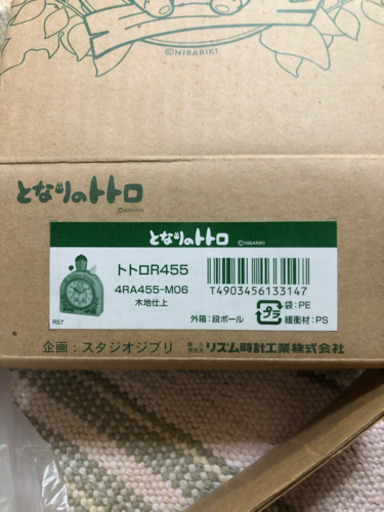 ©NIBARIKI
となりのトトロ
©NIBARIKI
となりのトトロ ©NIBARIKI
トトロR455
4RA455-M06
木地仕上
T4903456133147
R57
外箱:段ボール
プラ
袋:PE
緩衝材:PS
企画:スタジオジブリ
リズム時計工業株式会社